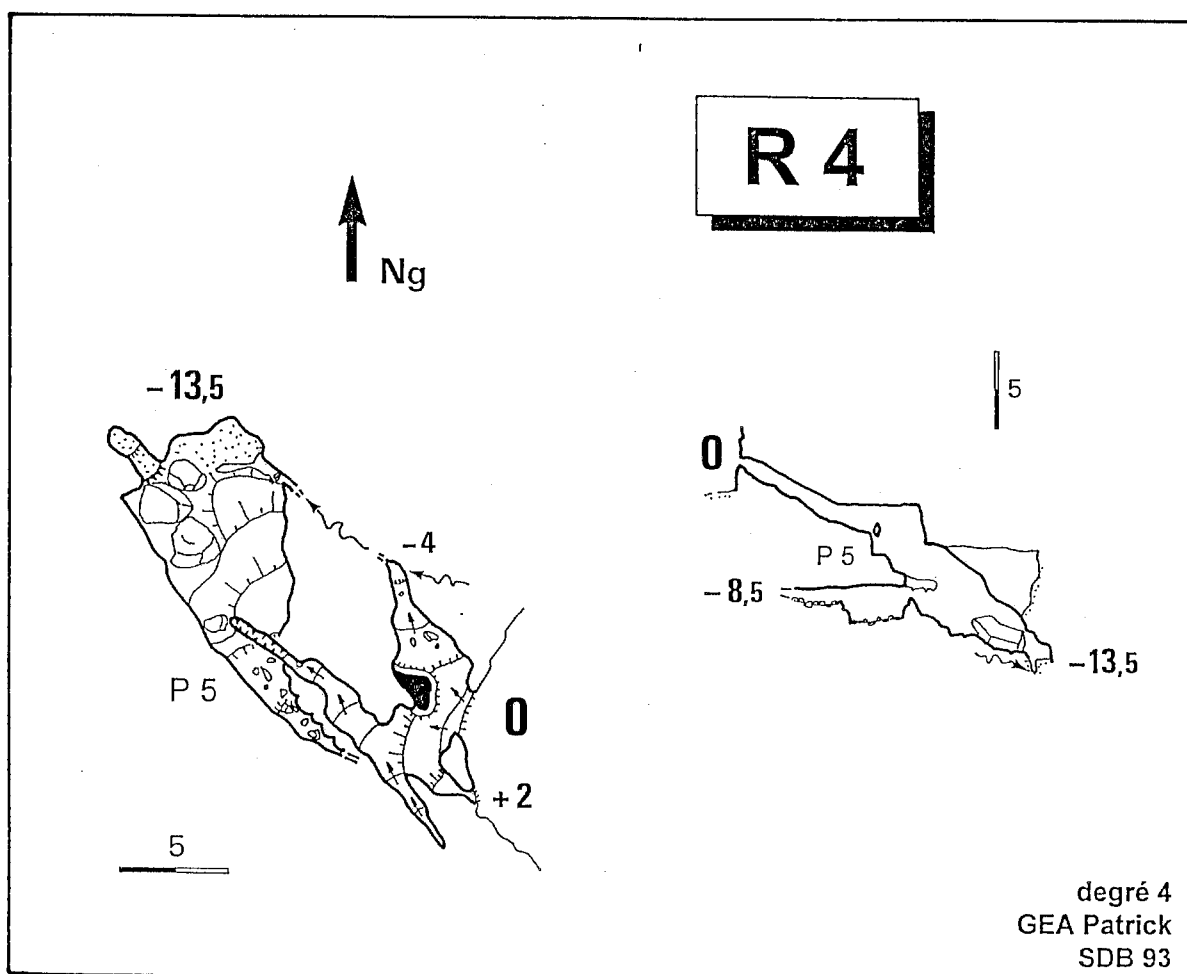 R 4
Ng
– 13,5
– 4
P 5
0
+ 2
5
5
0
P 5
– 8,5
– 13,5
degré 4
GEA Patrick
SDB 93